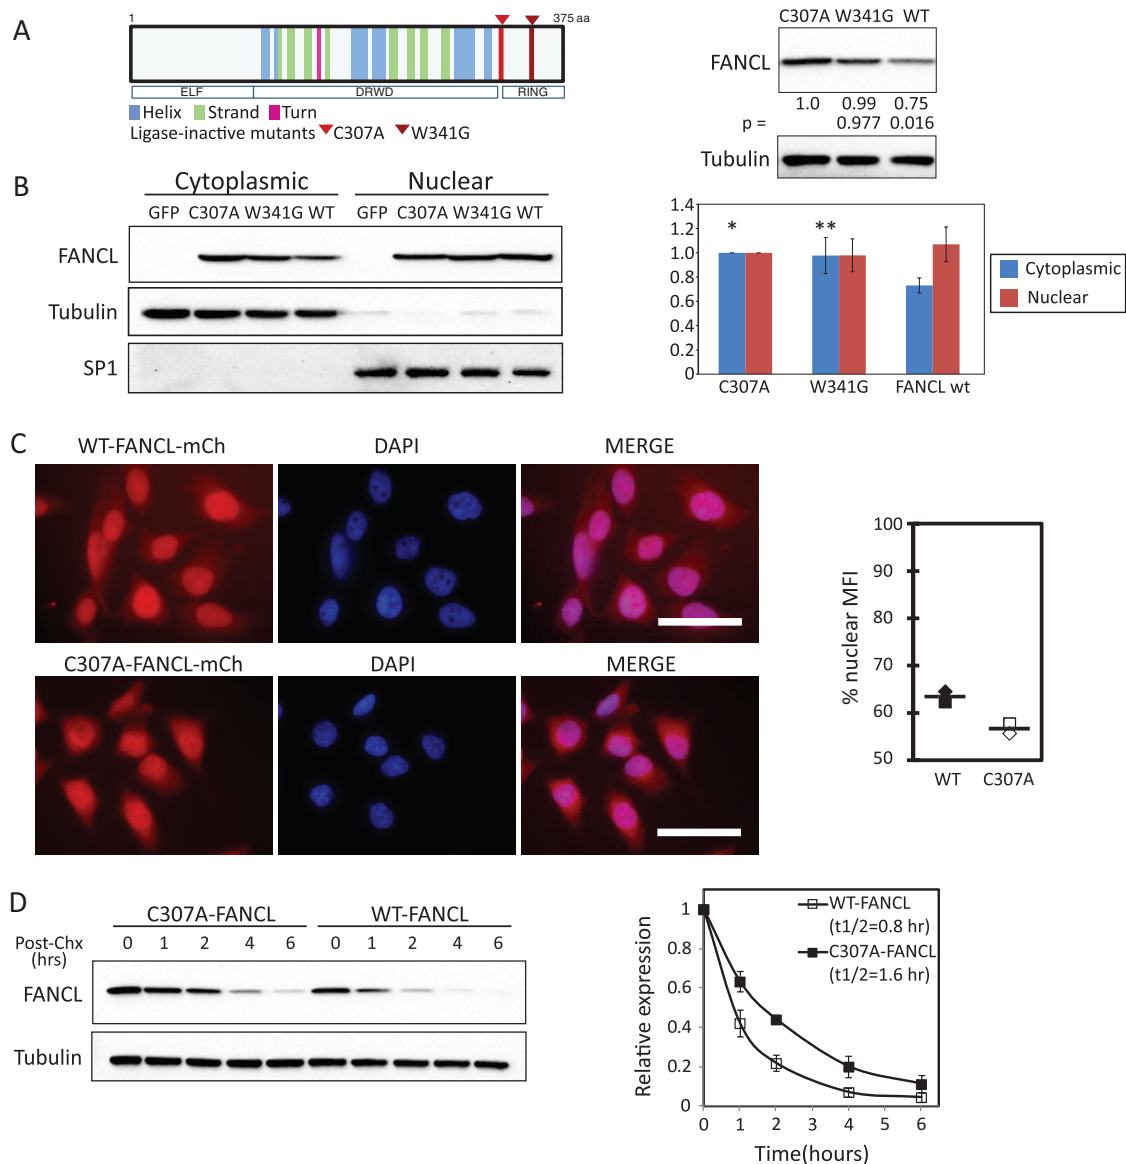 A
1
375 aa
ELF
DRWD
RING
Helix
Strand
Turn
Ligase-inactive mutants
C307A
W341G
C307A W341G WT
FANCL
1.0 0.99 0.75
p = 0.977 0.016
Tubulin
B
Cytoplasmic
Nuclear
GFP C307A W341G WT
GFP C307A W341G WT
FANCL
Tubulin
SP1
1.4
1.2
1.0
0.8
0.6
0.4
0.2
0
*
**
C307A
W341G
FANCL wt
Cytoplasmic
Nuclear
C
WT-FANCL-mCh
DAPI
MERGE
C307A-FANCL-mCh
DAPI
MERGE
% nuclear MFI
100
90
80
70
60
50
WT
C307A
D
C307A-FANCL
WT-FANCL
Post-Chx
(hrs)
0 1 2 4 6
0 1 2 4 6
FANCL
Tubulin
Relative expression
1
0.8
0.6
0.4
0.2
0
0 1 2 3 4 5 6
Time(hours)
WT-FANCL
(t1/2=0.8 hr)
C307A-FANCL
(t1/2=1.6 hr)